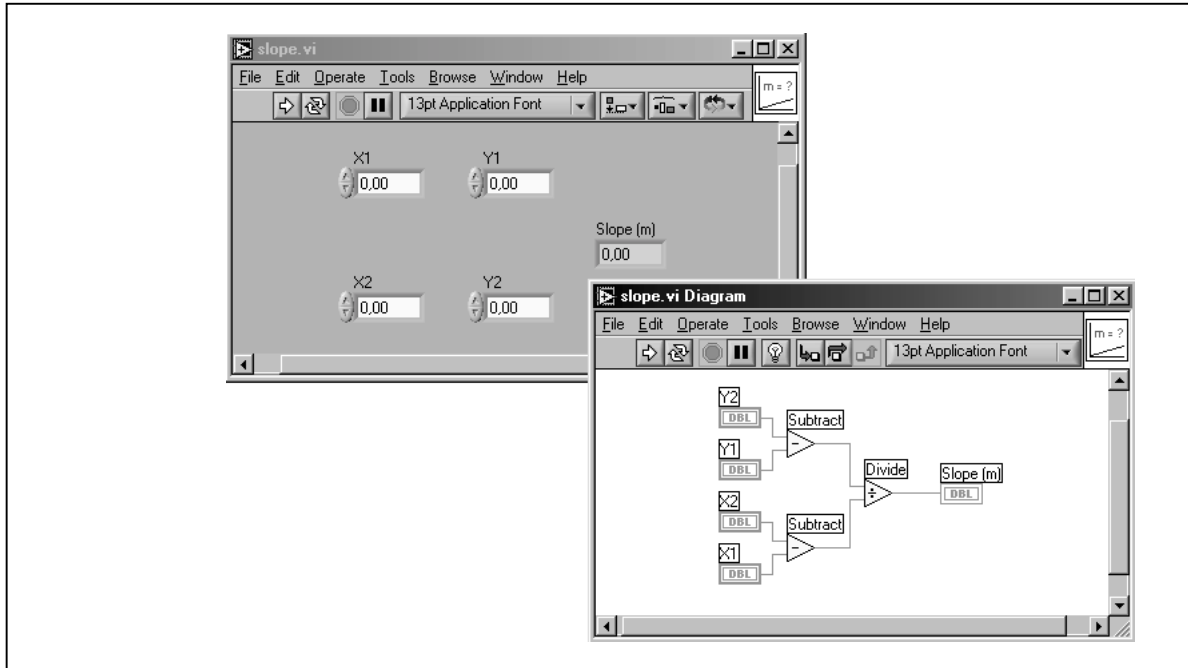 slope.vi
File Edit Operate Tools Browse Window Help
13pt Application Font
m = ?
X1 Y1
0,00 0,00
Slope (m)
0,00
X2 Y2
0,00 0,00
slope.vi Diagram
File Edit Operate Tools Browse Window Help
13pt Application Font
m = ?
Y2
DBL
Subtract
Y1
DBL
Divide
Slope (m)
DBL
X2
DBL
Subtract
X1
DBL